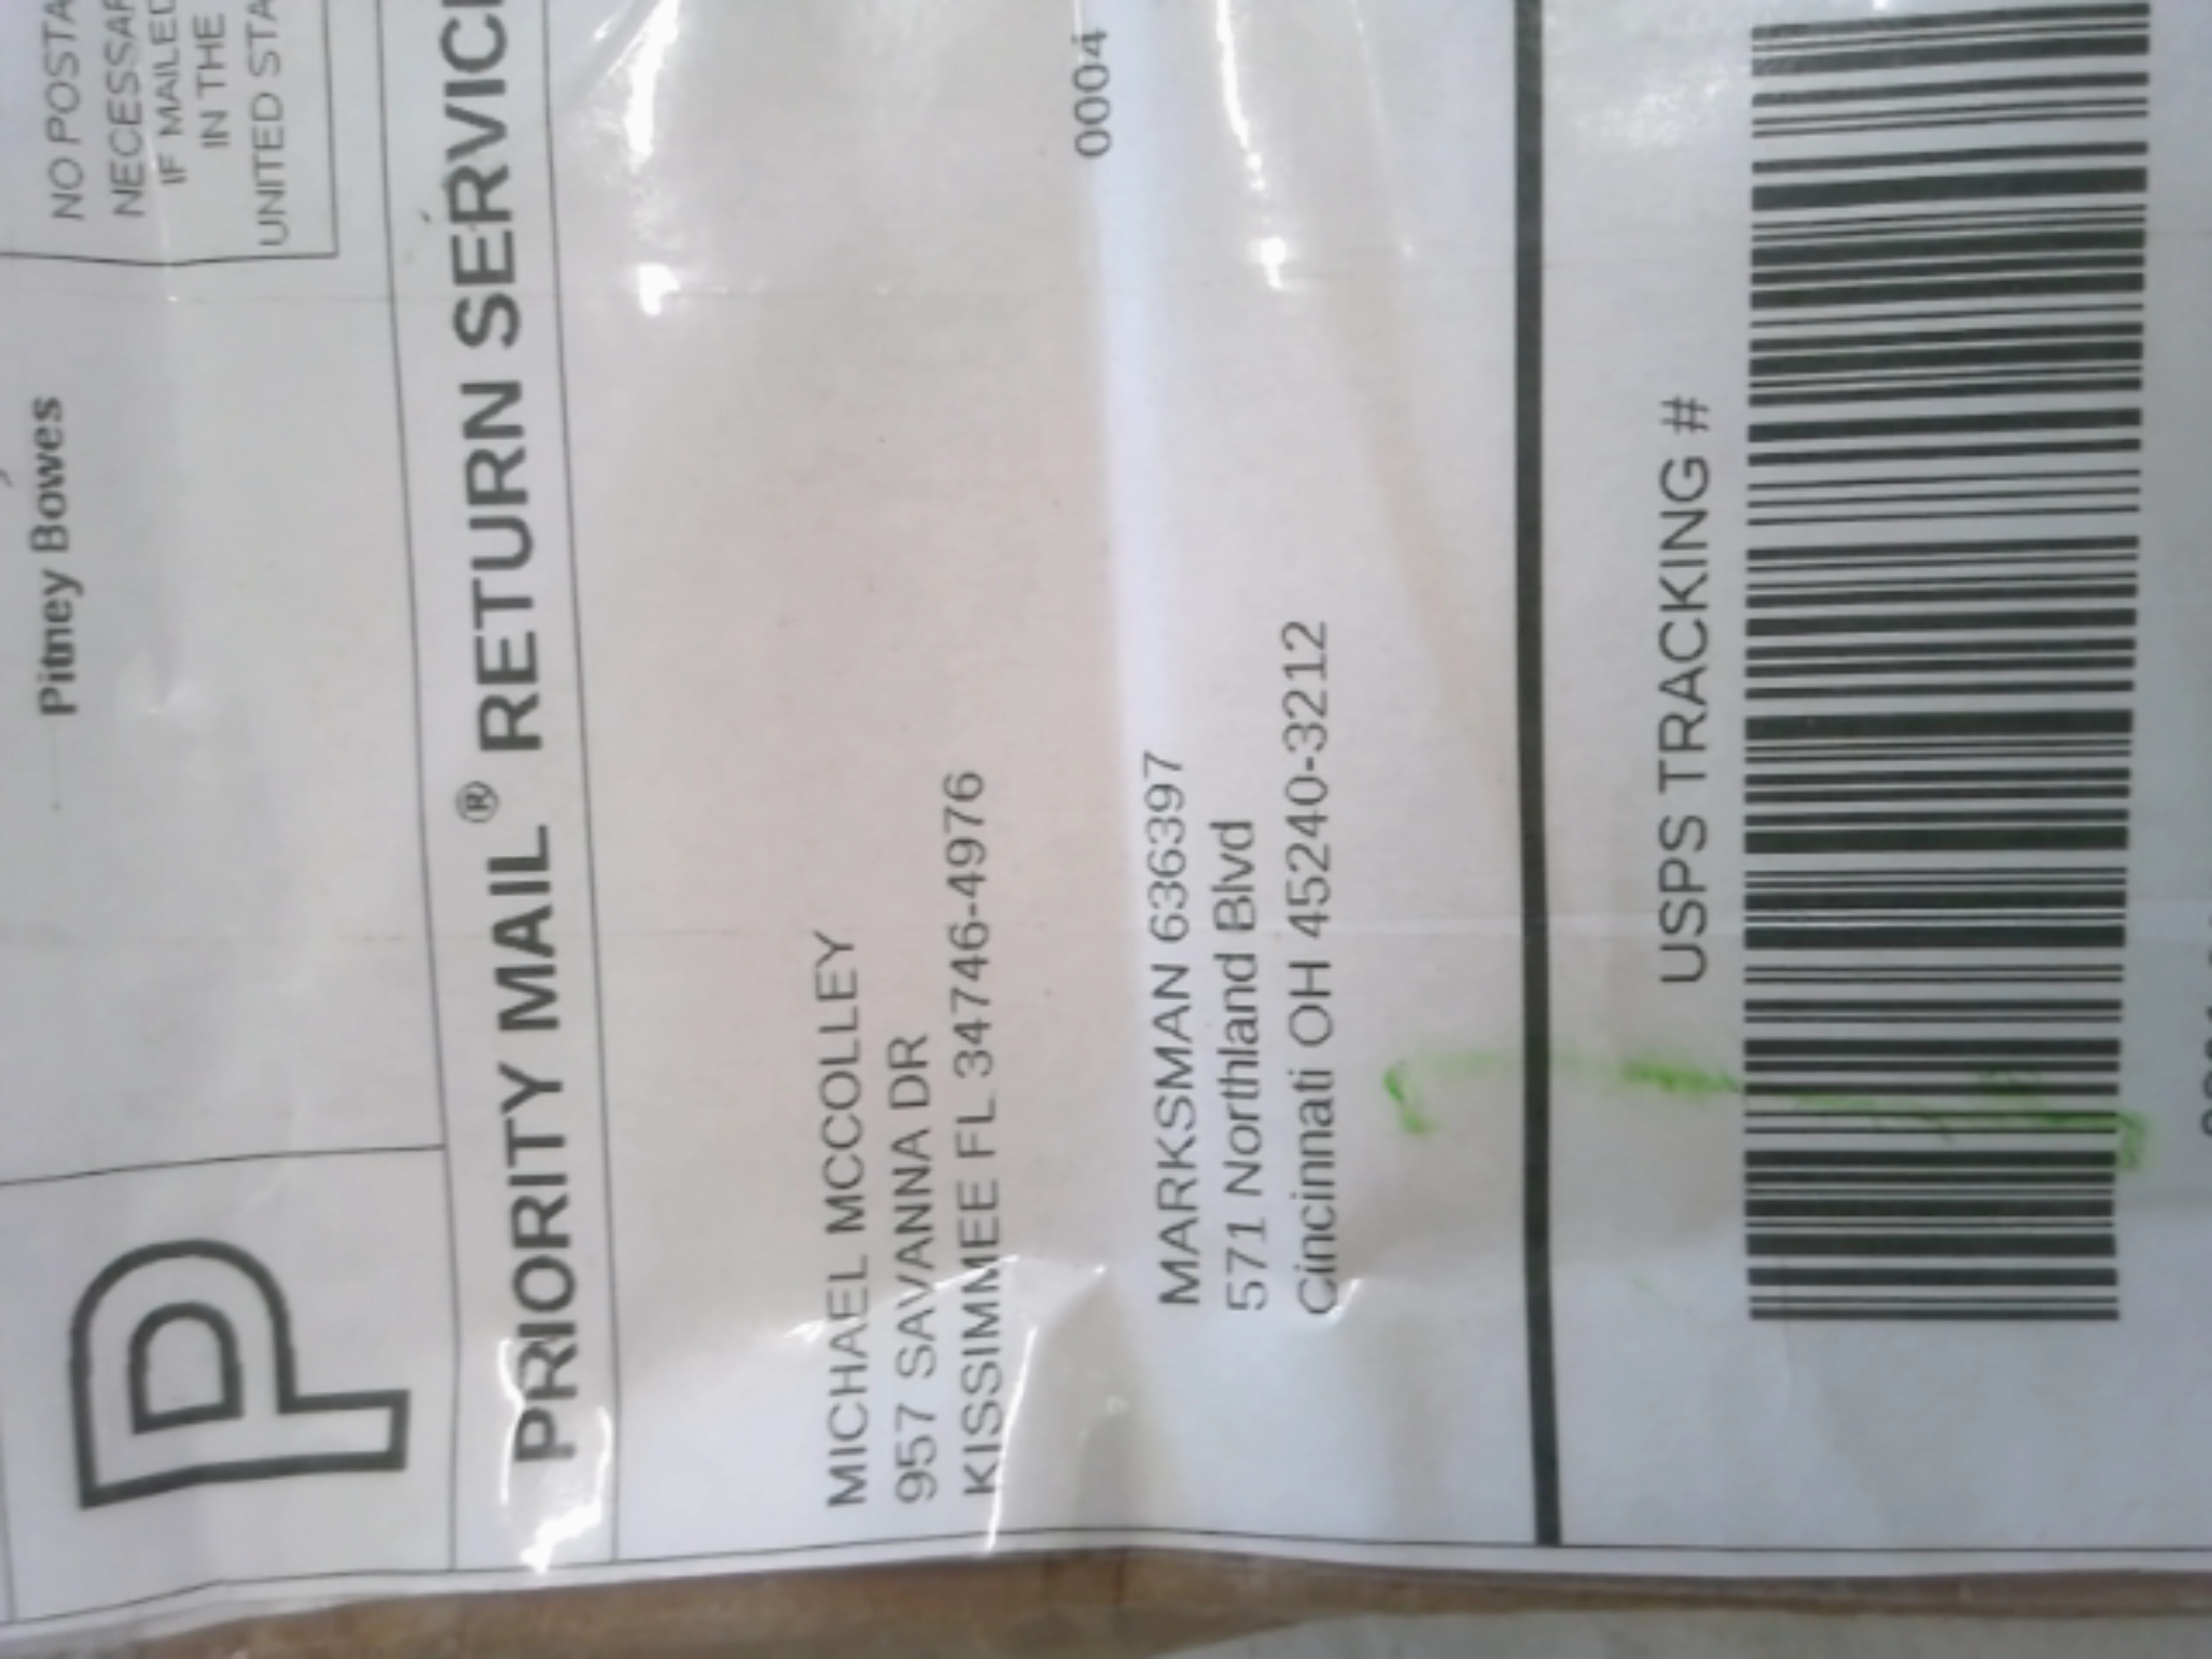 P
Pitney Bowes
NO POSTA
NECESSAR
IF MAILED
IN THE
UNITED STA
PRIORITY MAIL® RETURN SERVIC
MICHAEL MCCOLLEY
957 SAVANNA DR
KISSIMMEE FL 34746-4976
0004
MARKSMAN 636397
571 Northland Blvd
Cincinnati OH 45240-3212
USPS TRACKING #